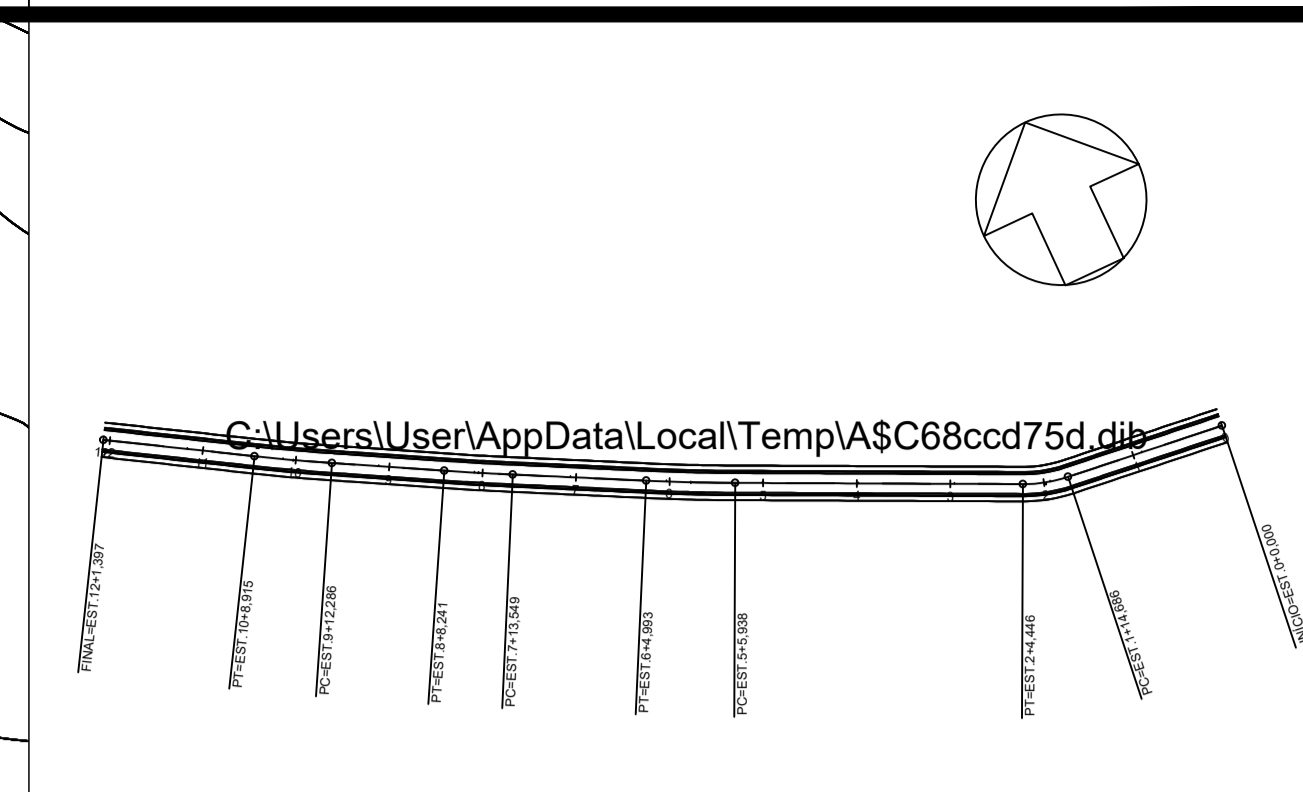 C:\Users\User\AppData\Local\Temp\A$C68ccd75d.dib
12
11
10
9
8
7
6
5
4
3
2
1
FINAL=EST.12+1,397
PT=EST.10+8,915
PC=EST.9+12,286
PT=EST.8+8,241
PC=EST.7+13,549
PT=EST.6+4,993
PC=EST.5+5,938
PT=EST.2+4,446
PC=EST.1+14,686
INÍCIO=EST.0+0,000